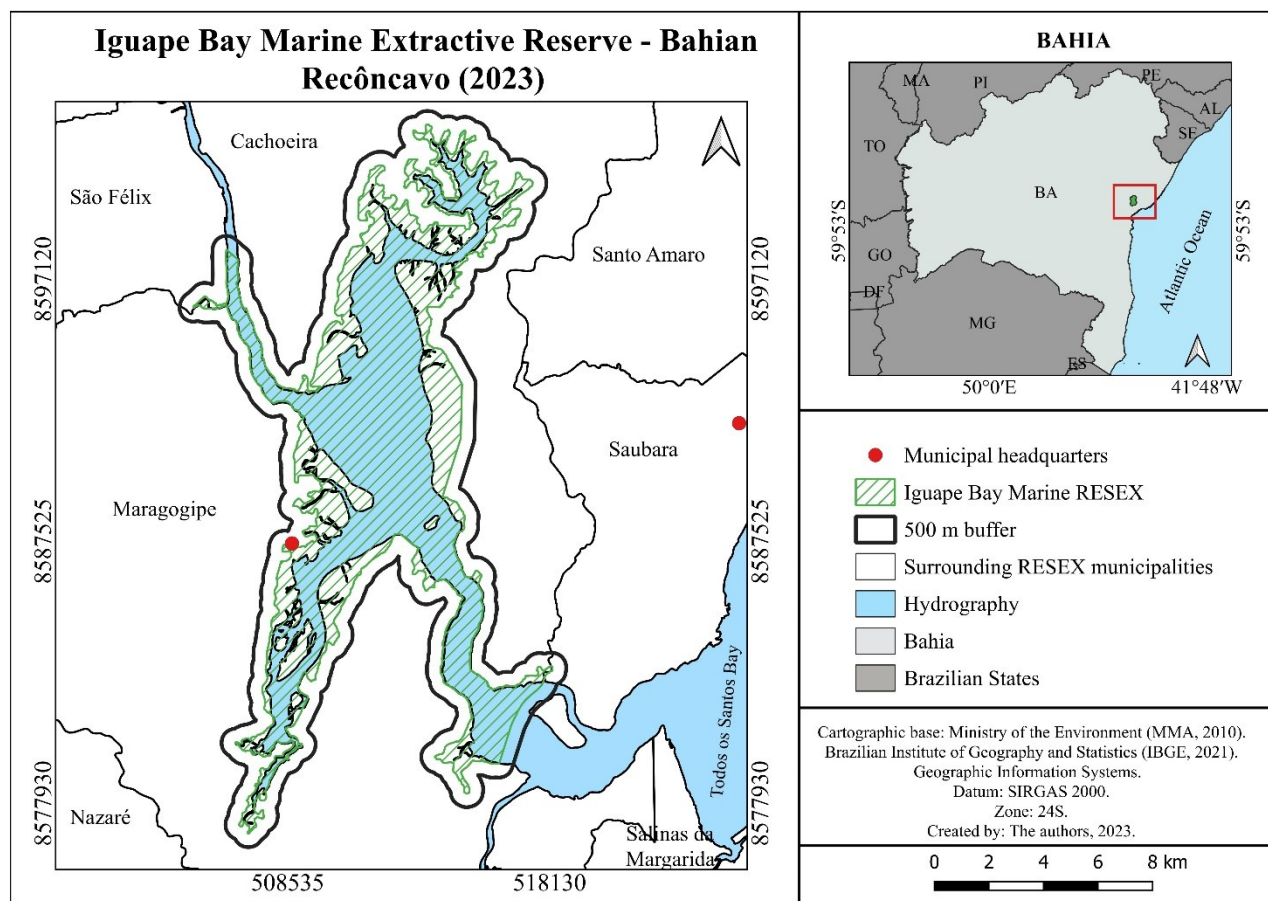 Iguape Bay Marine Extractive Reserve - Bahian
Recôncavo (2023)
Cachoeira
São Félix
Santo Amaro
Saubara
Maragogipe
Nazaré
Todos os Santos Bay
Salinas da
Margarida
8597120
8587525
8577930
8597120
8587525
8577930
508535
518130
BAHIA
MA
PI
PE
AL
SE
TO
BA
GO
DF
MG
ES
Atlantic Ocean
59°53'S
59°53'S
50°0'E
41°48'W
Municipal headquarters
Iguape Bay Marine RESEX
500 m buffer
Surrounding RESEX municipalities
Hydrography
Bahia
Brazilian States
Cartographic base: Ministry of the Environment (MMA, 2010).
Brazilian Institute of Geography and Statistics (IBGE, 2021).
Geographic Information Systems.
Datum: SIRGAS 2000.
Zone: 24S.
Created by: The authors, 2023.
0 2 4 6 8 km